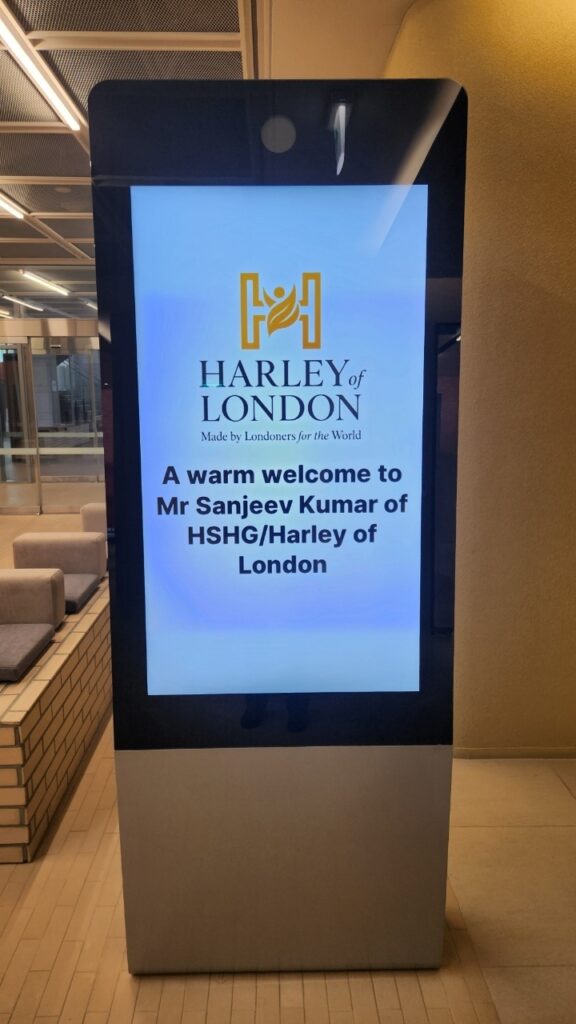 HARLEY of
LONDON
Made by Londoners for the World
A warm welcome to
Mr Sanjeev Kumar of
HSHG/Harley of
London